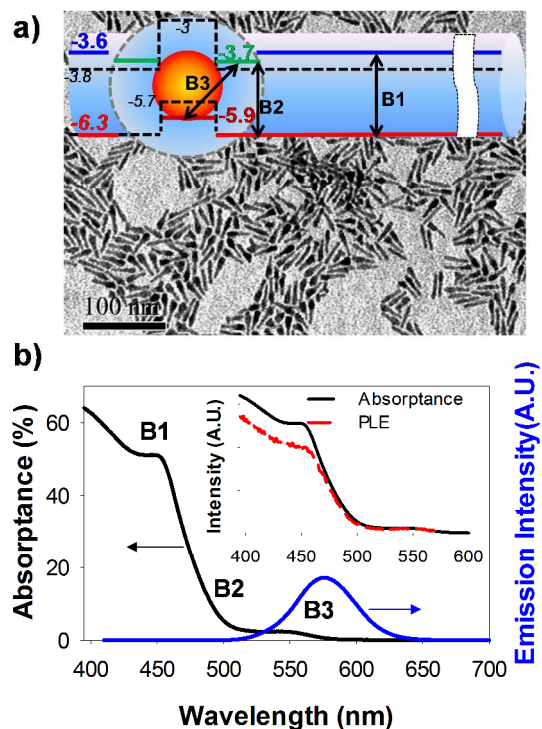 a)
-3
-3.6
-3.7
-3.8
-5.7
B3
B2
B1
-5.9
-6.3
100 nm
b)
Absorptance (%)
60
40
20
0
B1
B2
B3
Intensity (A.U.)
Absorptance
PLE
400 450 500 550 600
400 450 500 550 600 650 700
Wavelength (nm)
Emission Intensity(A.U.)